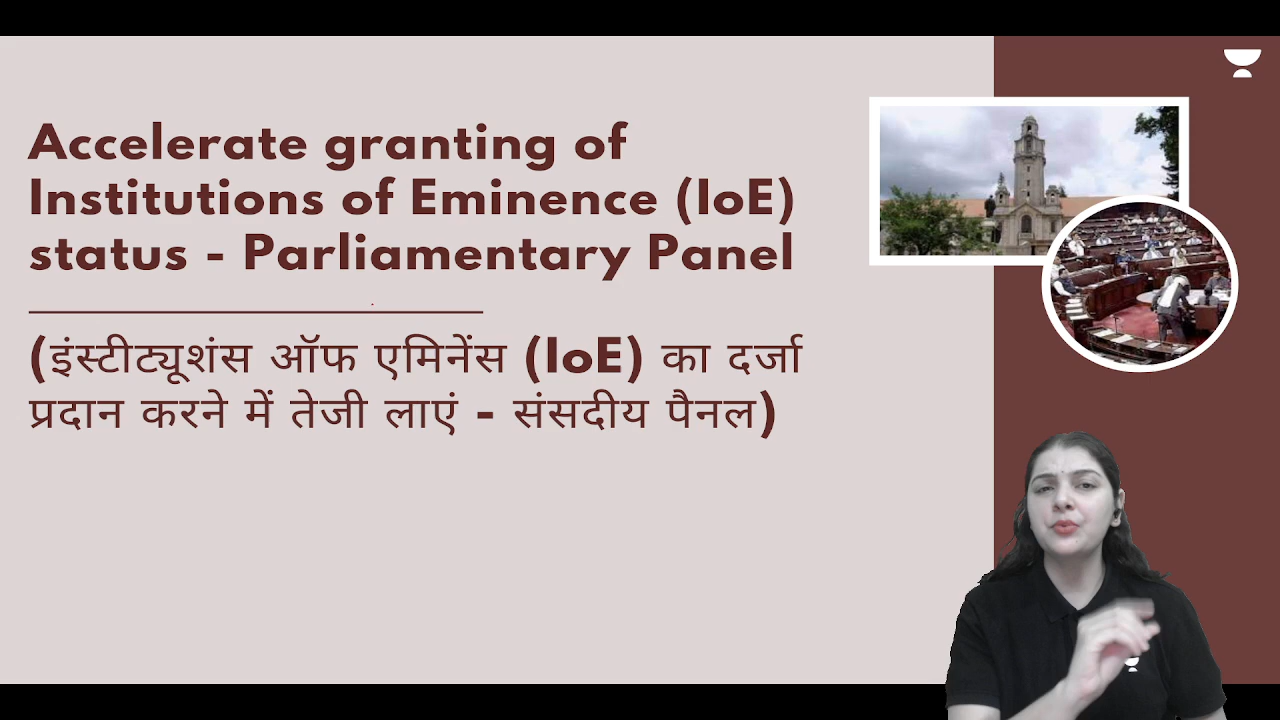 Accelerate granting of
Institutions of Eminence (IoE)
status - Parliamentary Panel
(इंस्टीट्यूशंस ऑफ एमिनेंस (IoE) का दर्जा
प्रदान करने में तेजी लाएं - संसदीय पैनल)